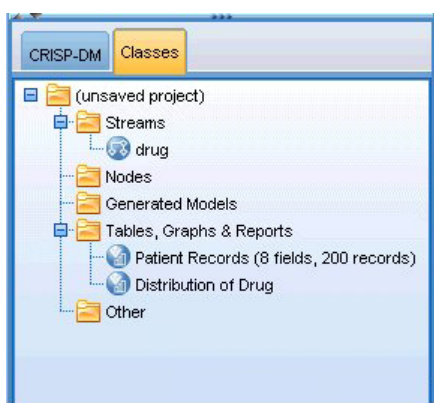 CRISP-DM Classes
(unsaved project)
Streams
drug
Nodes
Generated Models
Tables, Graphs & Reports
Patient Records (8 fields, 200 records)
Distribution of Drug
Other